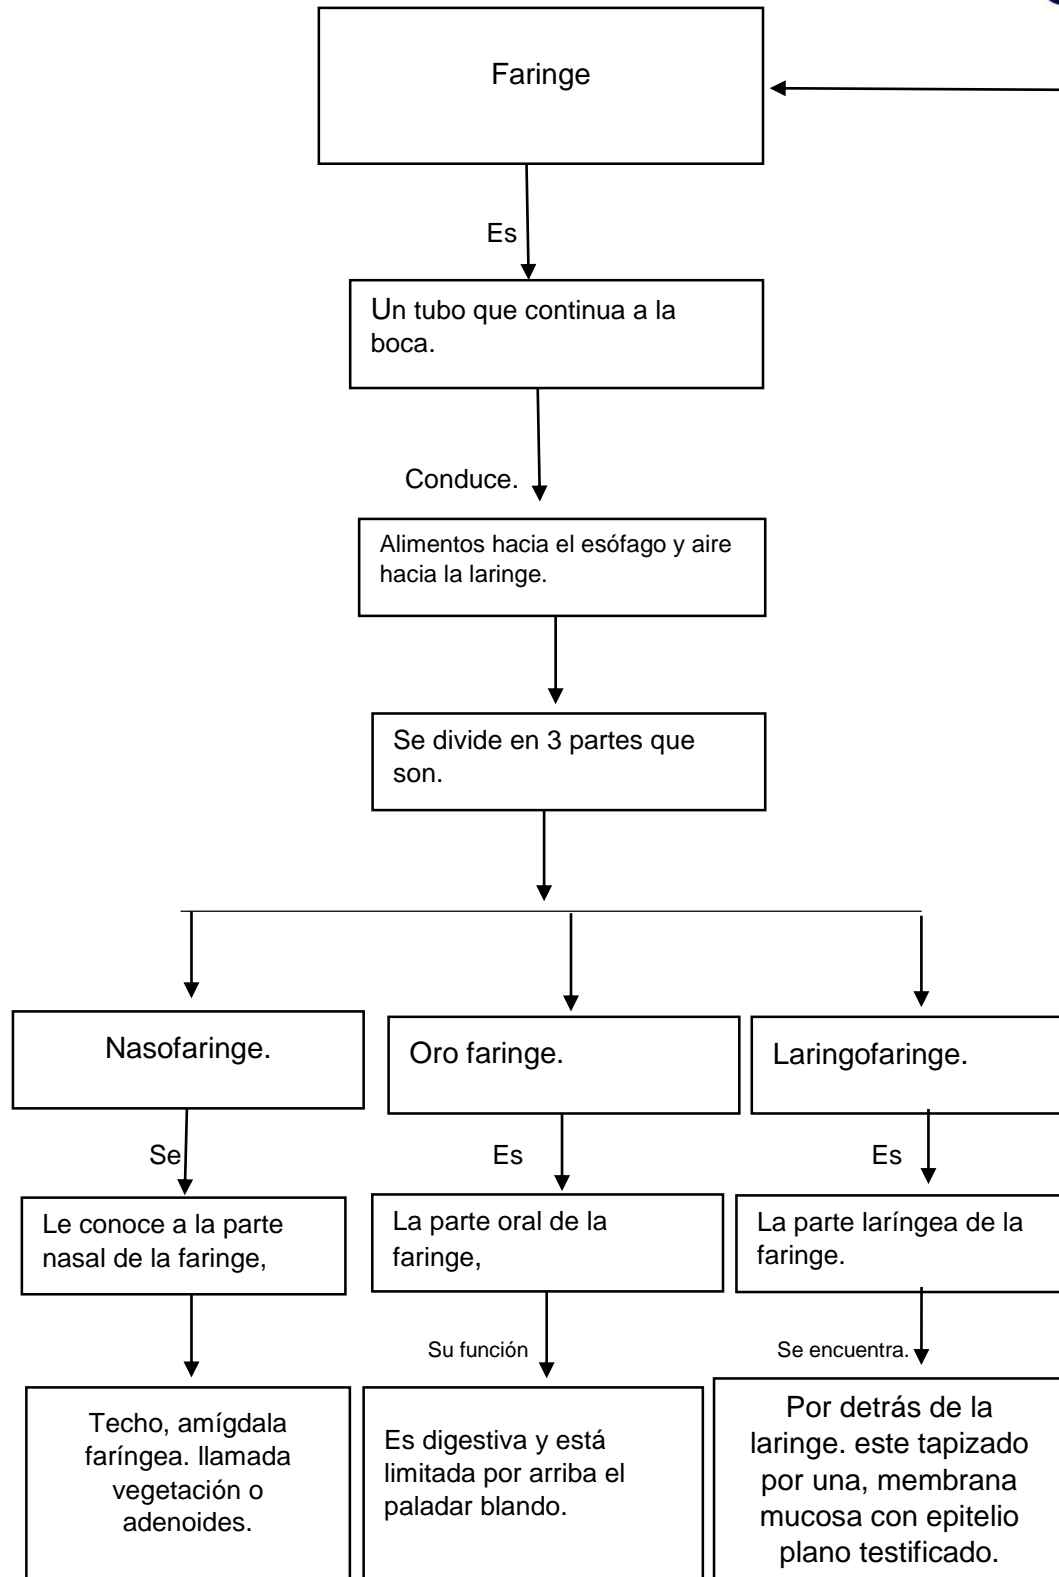 Faringe
Es
Un tubo que continua a la
boca.
Conduce.
Alimentos hacia el esófago y aire
hacia la laringe.
Se divide en 3 partes que
son.
Nasofaringe.
Oro faringe.
Laringofaringe.
Se
Es
Es
Le conoce a la parte
nasal de la faringe,
La parte oral de la
faringe,
La parte laríngea de la
faringe.
Su función
Se encuentra.
Techo, amígdala
faríngea. llamada
vegetación o
adenoides.
Es digestiva y está
limitada por arriba el
paladar blando.
Por detrás de la
laringe. este tapizado
por una, membrana
mucosa con epitelio
plano testificado.